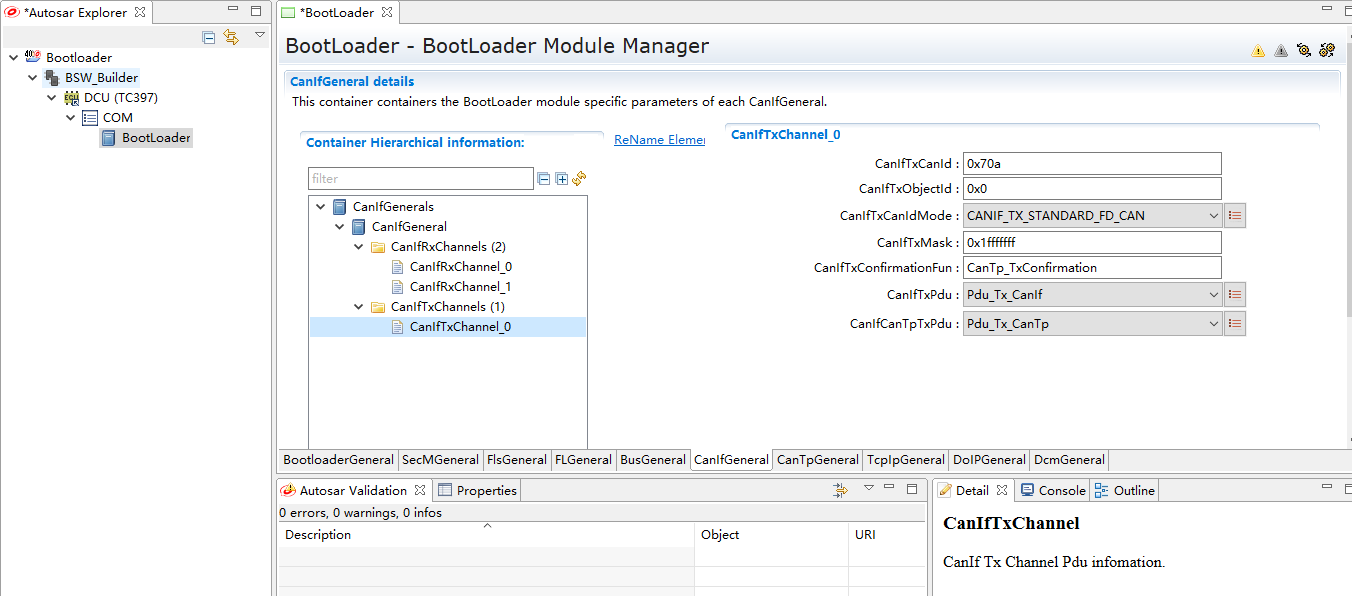 *Autosar Explorer
Bootloader
BSW_Builder
DCU (TC397)
COM
BootLoader
*BootLoader
BootLoader - BootLoader Module Manager
CanIfGeneral details
This container containers the BootLoader module specific parameters of each CanIfGeneral.
Container Hierarchical information:
ReName Elemer
filter
CanIfGenerals
CanIfGeneral
CanIfRxChannels (2)
CanIfRxChannel_0
CanIfRxChannel_1
CanIfTxChannels (1)
CanIfTxChannel_0
CanIfTxChannel_0
CanIfTxCanId : 0x70a
CanIfTxObjectId : 0x0
CanIfTxCanIdMode : CANIF_TX_STANDARD_FD_CAN
CanIfTxMask : 0x1fffffff
CanIfTxConfirmationFun : CanTp_TxConfirmation
CanIfTxPdu : Pdu_Tx_CanIf
CanIfCanTpTxPdu : Pdu_Tx_CanTp
BootloaderGeneral SecMGeneral FlsGeneral FLGeneral BusGeneral CanIfGeneral CanTpGeneral TcpIpGeneral DoIPGeneral DcmGeneral
Autosar Validation Properties
0 errors, 0 warnings, 0 infos
Description Object URI
Detail Console Outline
CanIfTxChannel
CanIf Tx Channel Pdu infomation.